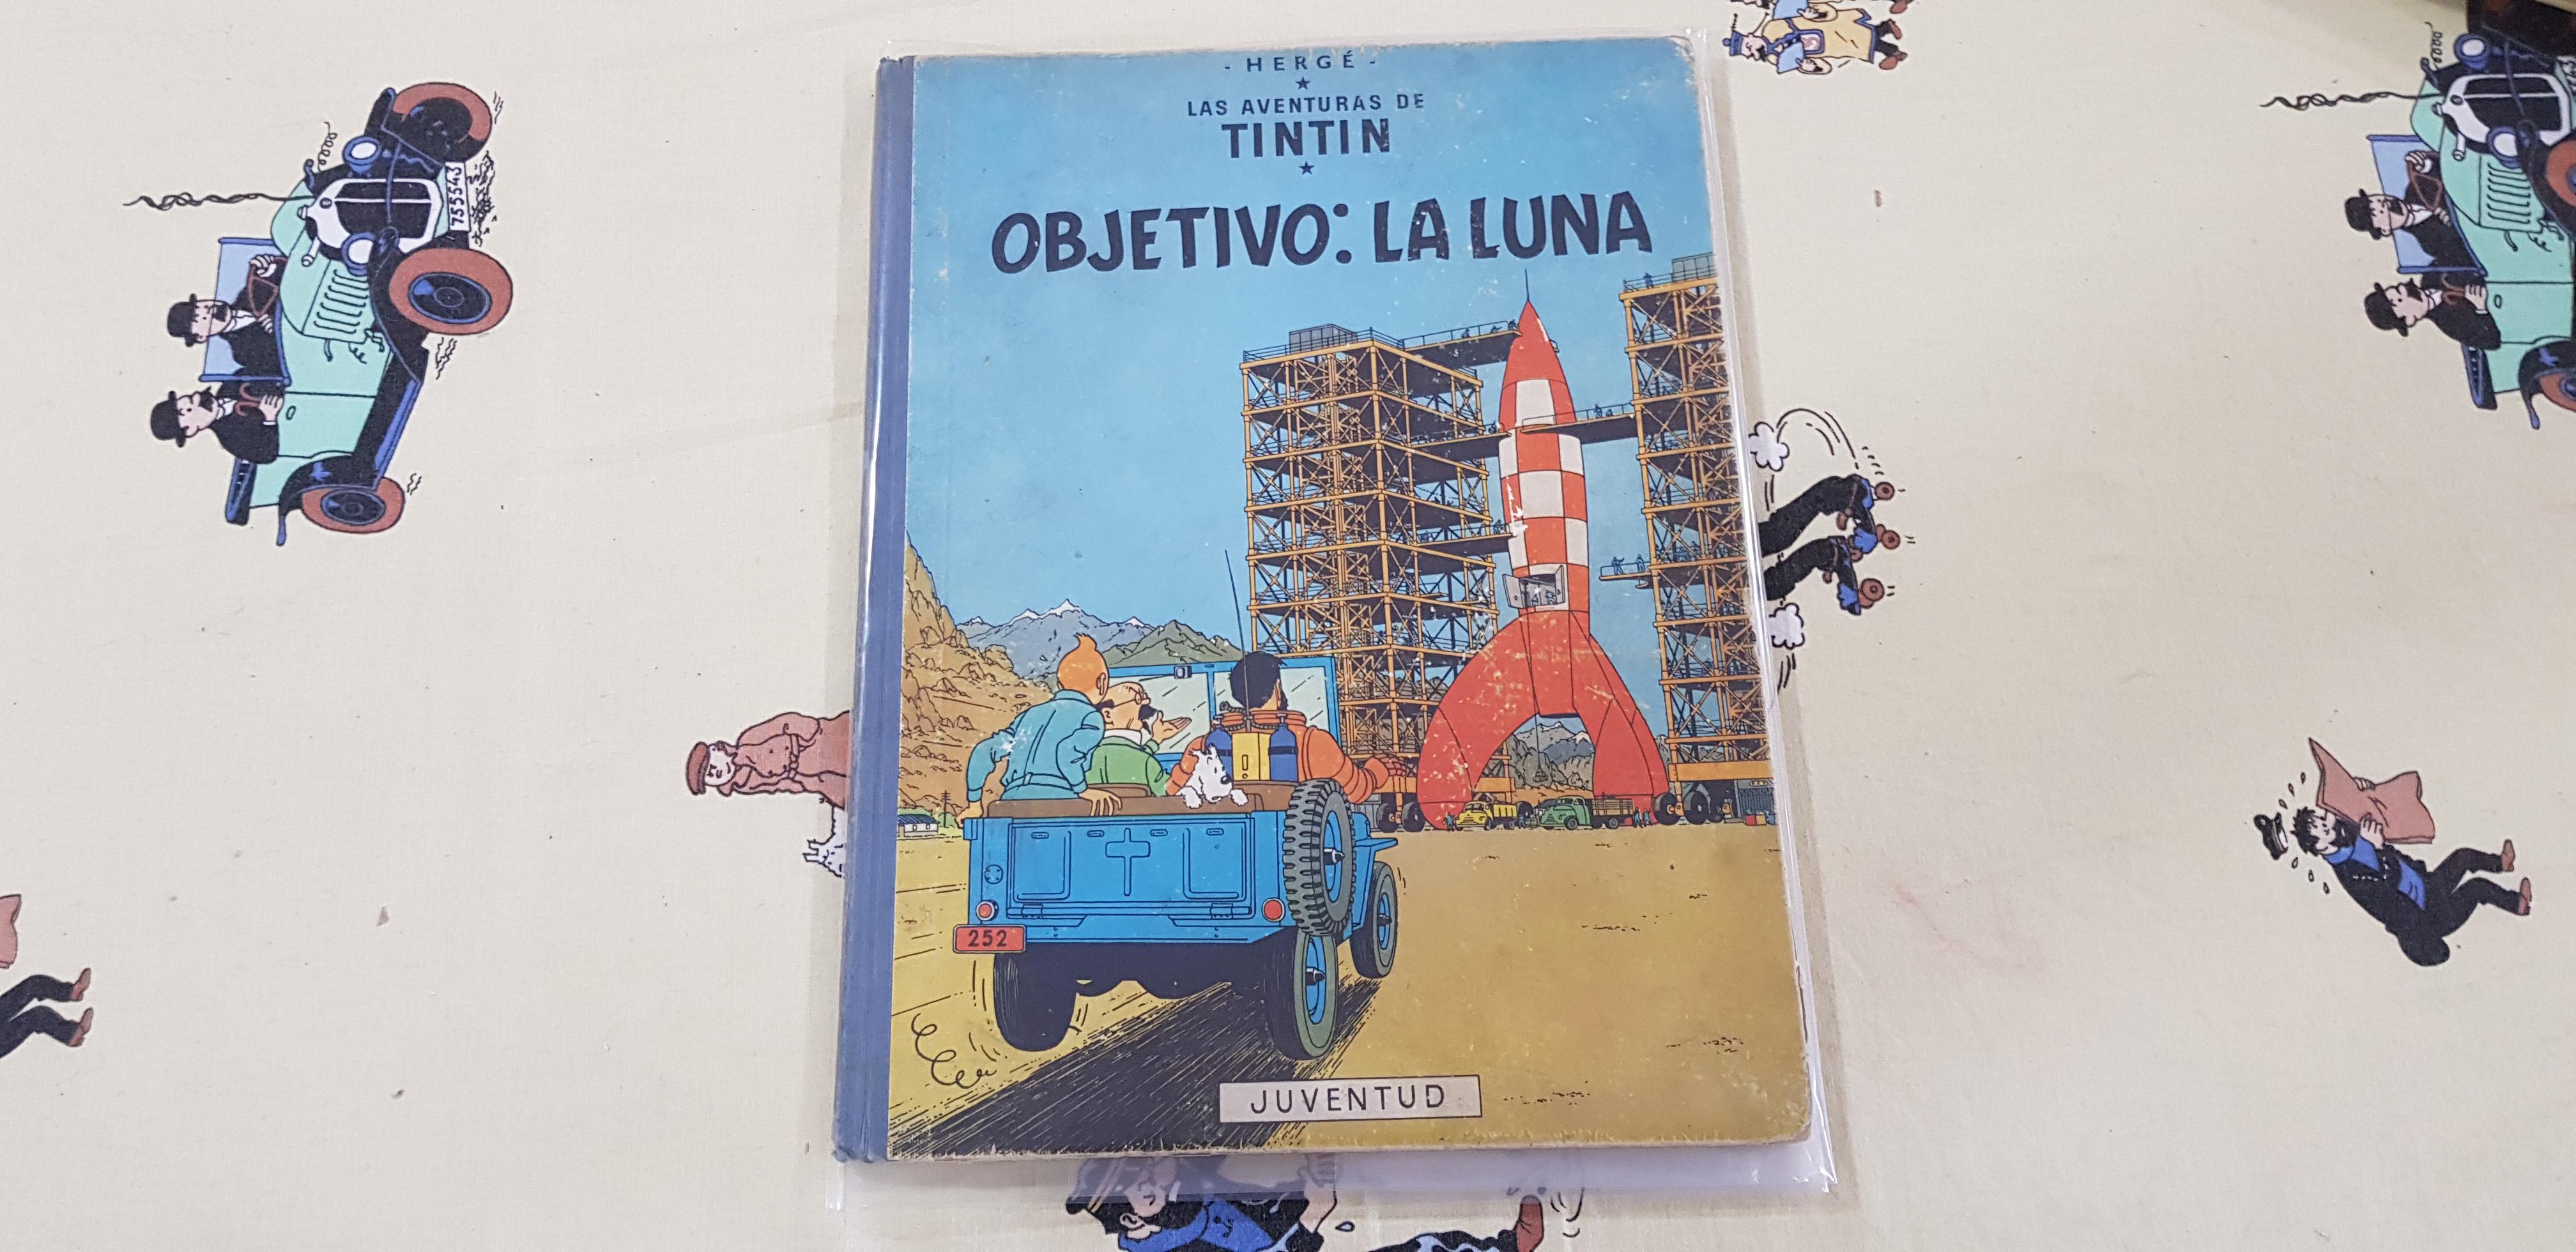 - HERGÉ -
LAS AVENTURAS DE
TINTIN
OBJETIVO: LA LUNA
252
JUVENTUD
755543